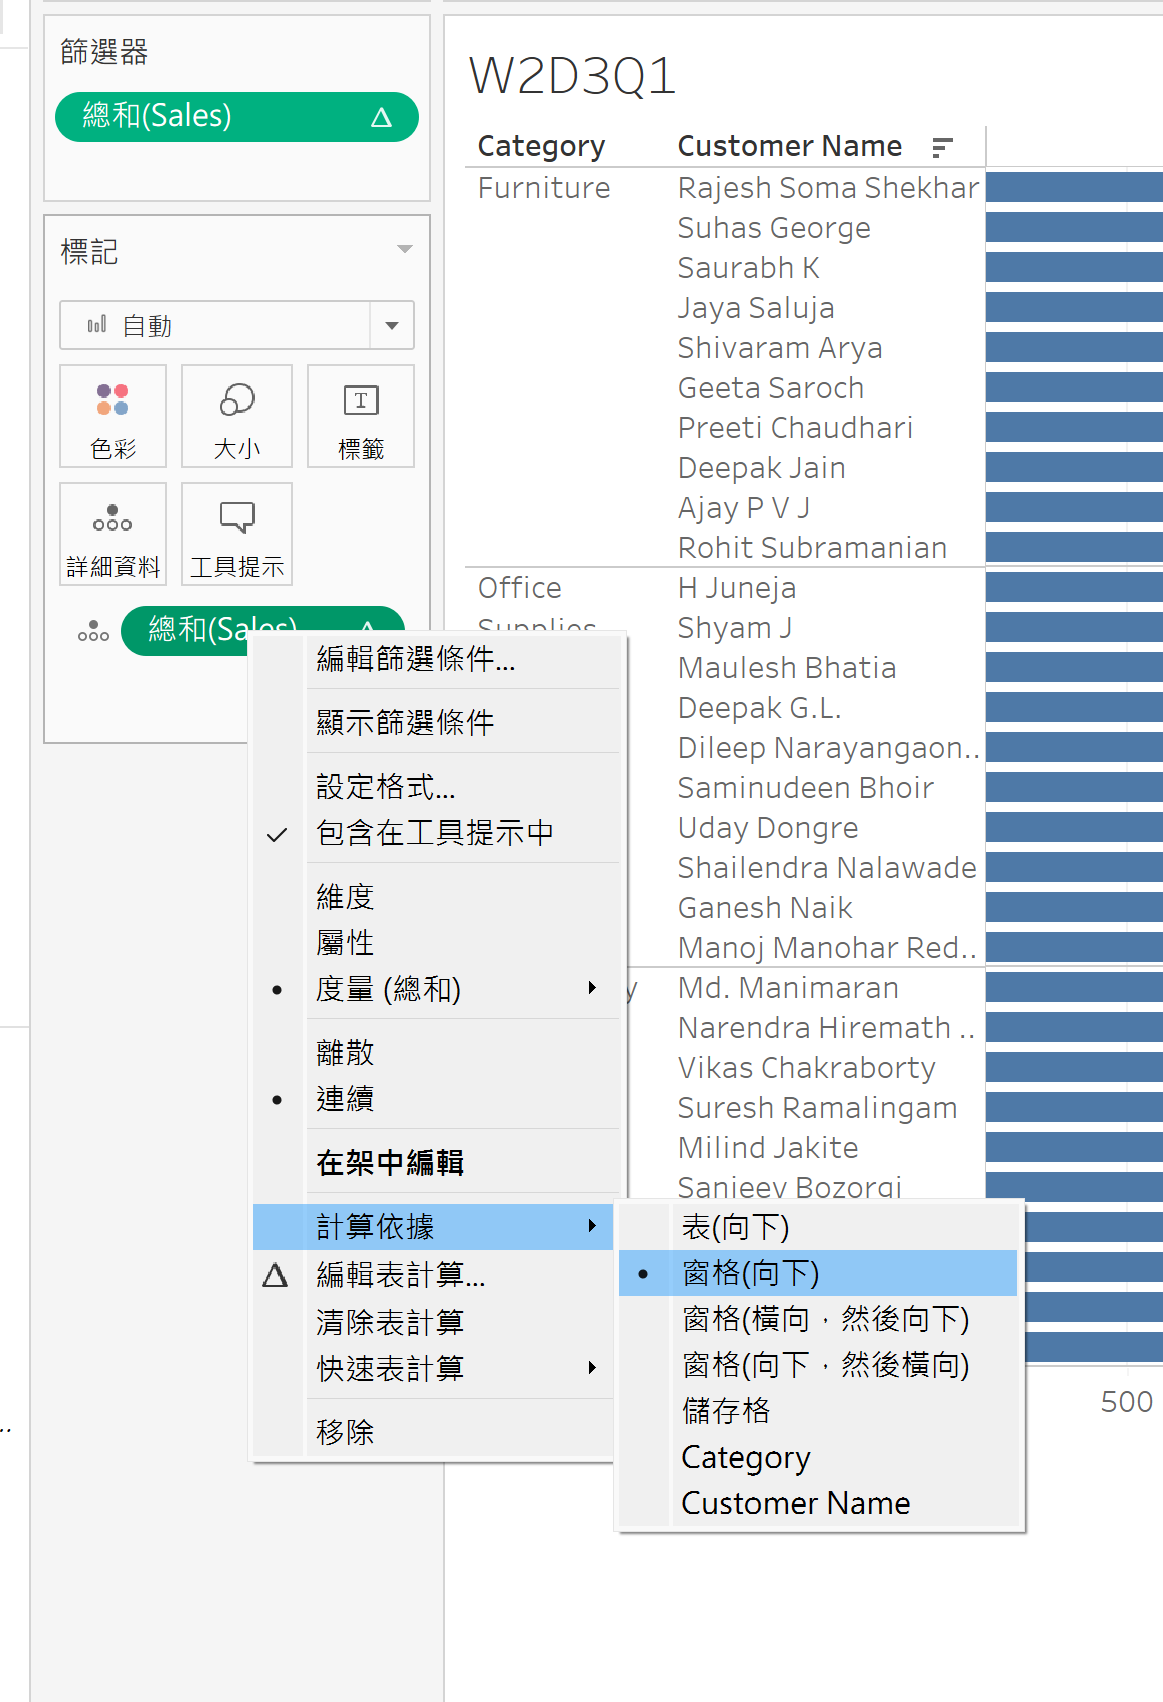 篩選器
總和(Sales)
標記
自動
色彩
大小
標籤
詳細資料
工具提示
總和(Sales)
W2D3Q1
Category
Customer Name
Furniture
Rajesh Soma Shekhar
Suhas George
Saurabh K
Jaya Saluja
Shivaram Arya
Geeta Saroch
Preeti Chaudhari
Deepak Jain
Ajay P V J
Rohit Subramanian
Office
Supplies
H Juneja
Shyam J
Maulesh Bhatia
Deepak G.L.
Dileep Narayangaon..
Saminudeen Bhoir
Uday Dongre
Shailendra Nalawade
Ganesh Naik
Manoj Manohar Red..
y
Md. Manimaran
Narendra Hiremath ..
Vikas Chakraborty
Suresh Ramalingam
Milind Jakite
Sanjeev Bozorgi
500
編輯篩選條件...
顯示篩選條件
設定格式...
包含在工具提示中
維度
屬性
度量 (總和)
離散
連續
在架中編輯
計算依據
編輯表計算...
清除表計算
快速表計算
移除
表(向下)
窗格(向下)
窗格(橫向，然後向下)
窗格(向下，然後橫向)
儲存格
Category
Customer Name
..